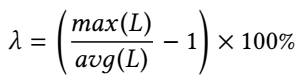 λ = (max(L)/avg(L) − 1) × 100%